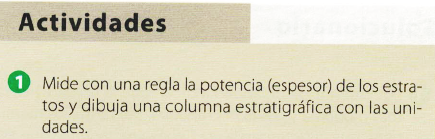 Actividades
1 Mide con una regla la potencia (espesor) de los estra-
tos y dibuja una columna estratigráfica con las uni-
dades.